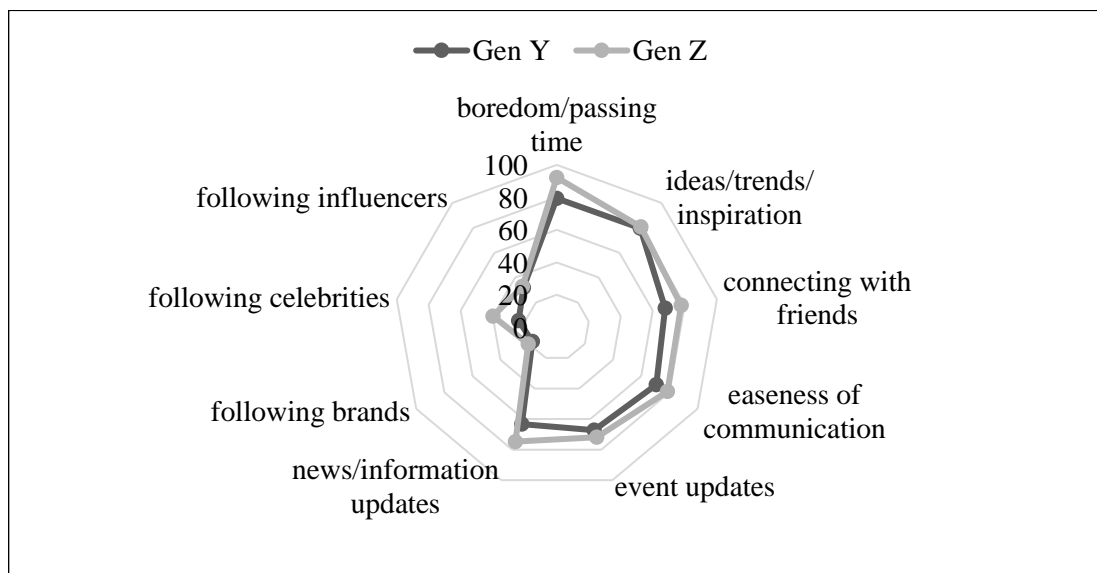 Gen Y Gen Z
boredom/passing
time
100
80
60
40
20
0
ideas/trends/
inspiration
connecting with
friends
easeness of
communication
event updates
news/information
updates
following brands
following celebrities
following influencers